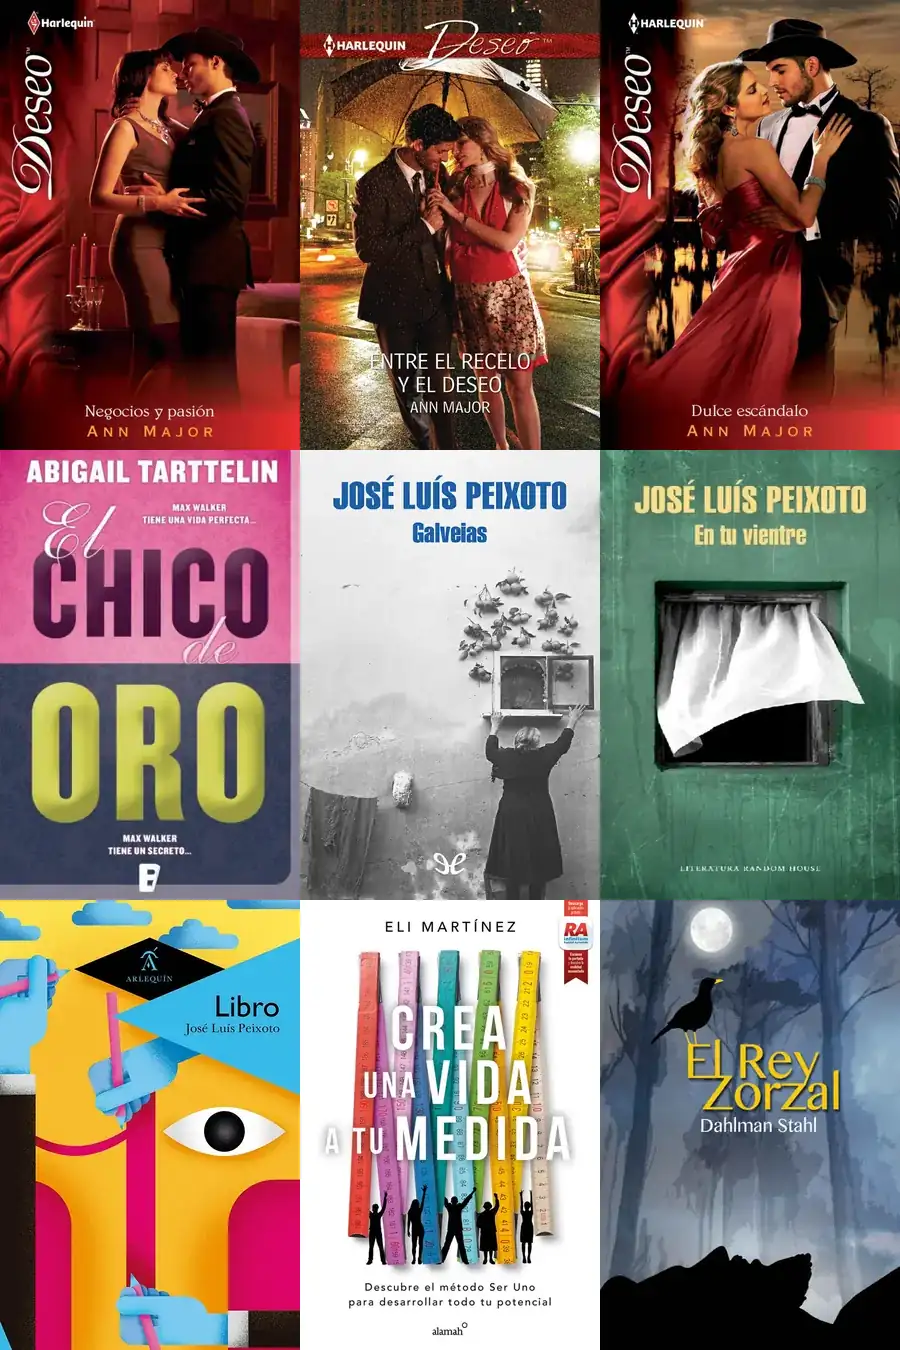 Harlequin
Deseo™
Negocios y pasión
ANN MAJOR
HARLEQUIN Deseo™
ENTRE EL RECELO
Y EL DESEO
ANN MAJOR
HARLEQUIN
Deseo™
Dulce escándalo
ANN MAJOR
ABIGAIL TARTTELIN
MAX WALKER
TIENE UNA VIDA PERFECTA...
El
CHICO
de
ORO
MAX WALKER
TIENE UN SECRETO...
B
JOSÉ LUÍS PEIXOTO
Galveias
JOSÉ LUÍS PEIXOTO
En tu vientre
LITERATURA RANDOM HOUSE
ARLEQUÍN
Libro
José Luís Peixoto
ELI MARTÍNEZ
RA
CREA
UNA VIDA
A TU MEDIDA
Descubre el método Ser Uno
para desarrollar todo tu potencial
alamah
El Rey
Zorzal
Dahlman Stahl